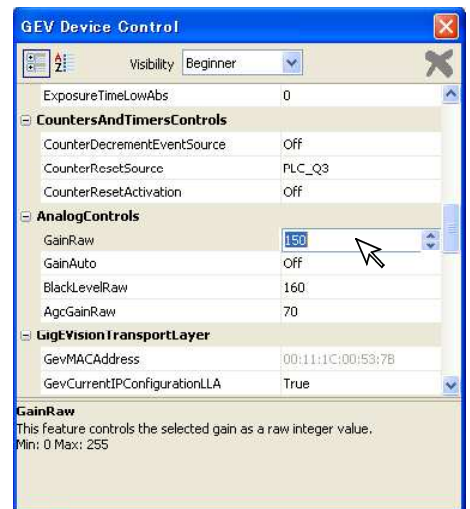 GEV Device Control
Visibility Beginner
ExposureTimeLowAbs 0
CountersAndTimersControls
CounterDecrementEventSource Off
CounterResetSource PLC_Q3
CounterResetActivation Off
AnalogControls
GainRaw 150
GainAuto Off
BlackLevelRaw 160
AgcGainRaw 70
GigEVisionTransportLayer
GevMACAddress 00:11:1C:00:53:7B
GevCurrentIPConfigurationLLA True
GainRaw
This feature controls the selected gain as a raw integer value.
Min: 0 Max: 255